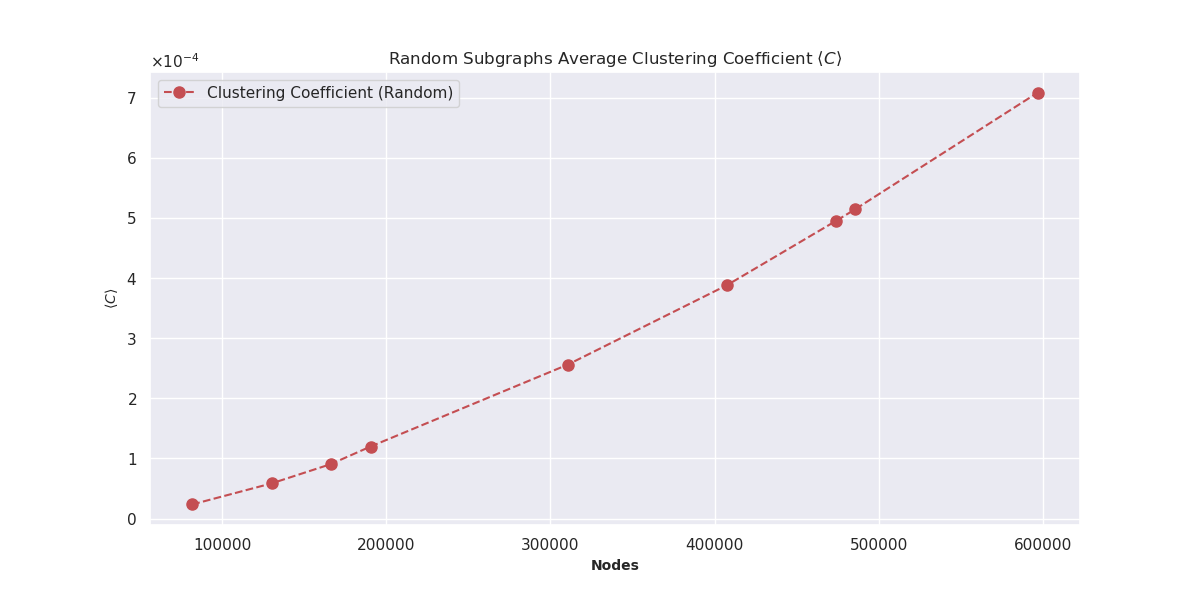 ×10⁻⁴
Random Subgraphs Average Clustering Coefficient ⟨C⟩
Clustering Coefficient (Random)
7
6
5
4
3
2
1
0
⟨C⟩
100000 200000 300000 400000 500000 600000
Nodes